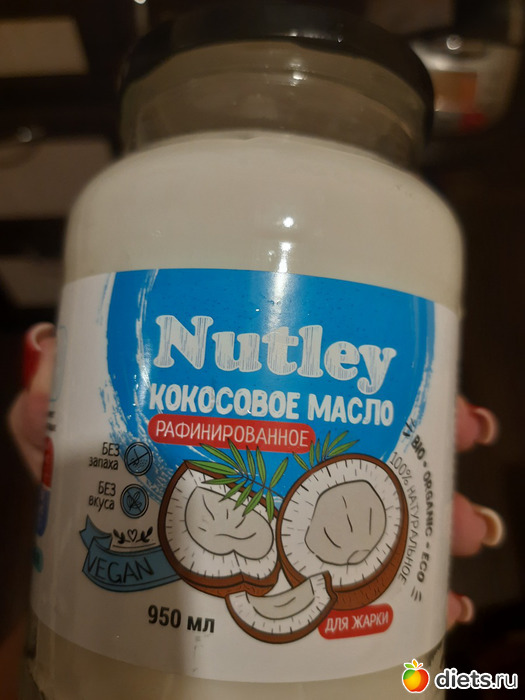 Nutley
КОКОСОВОЕ МАСЛО
РАФИНИРОВАННОЕ
БЕЗ
запаха
БЕЗ
вкуса
VEGAN
BIO • ORGANIC • ECO
100% НАТУРАЛЬНОЕ
950 мл
ДЛЯ ЖАРКИ
diets.ru